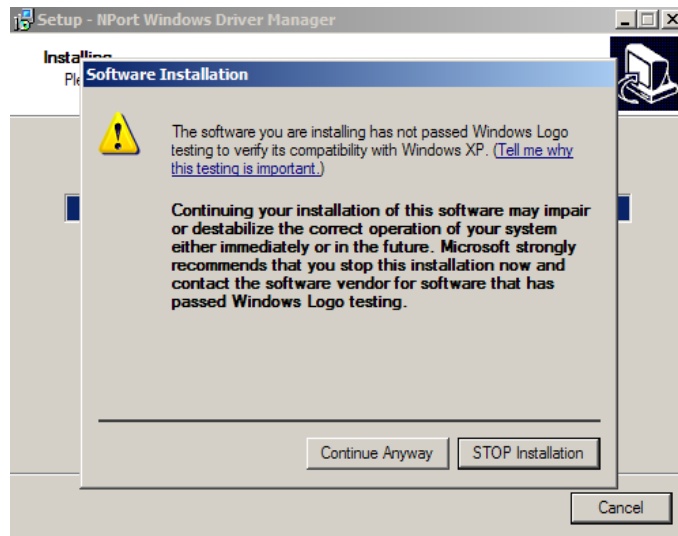 Setup - NPort Windows Driver Manager
Installing
Ple
Software Installation
The software you are installing has not passed Windows Logo
testing to verify its compatibility with Windows XP. (Tell me why
this testing is important.)
Continuing your installation of this software may impair
or destabilize the correct operation of your system
either immediately or in the future. Microsoft strongly
recommends that you stop this installation now and
contact the software vendor for software that has
passed Windows Logo testing.
Continue Anyway STOP Installation
Cancel